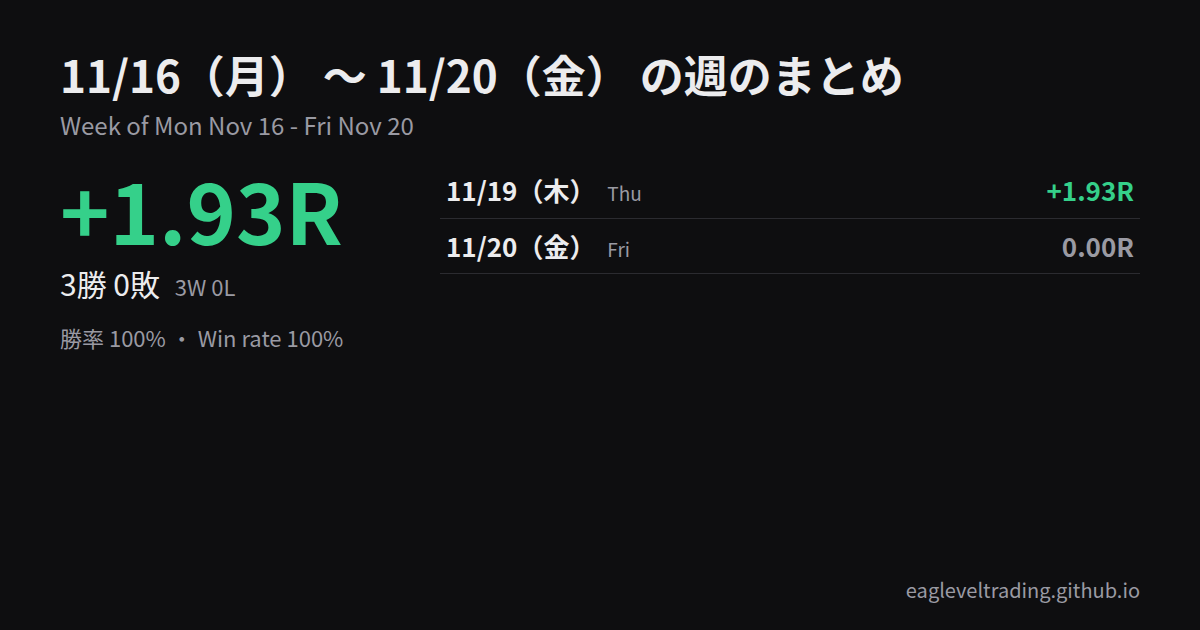 11/16（月） ～ 11/20（金） の週のまとめ
Week of Mon Nov 16 - Fri Nov 20
+1.93R
3勝 0敗 3W 0L
勝率 100% ・ Win rate 100%
11/19（木） Thu +1.93R
11/20（金） Fri 0.00R
eagleveltrading.github.io